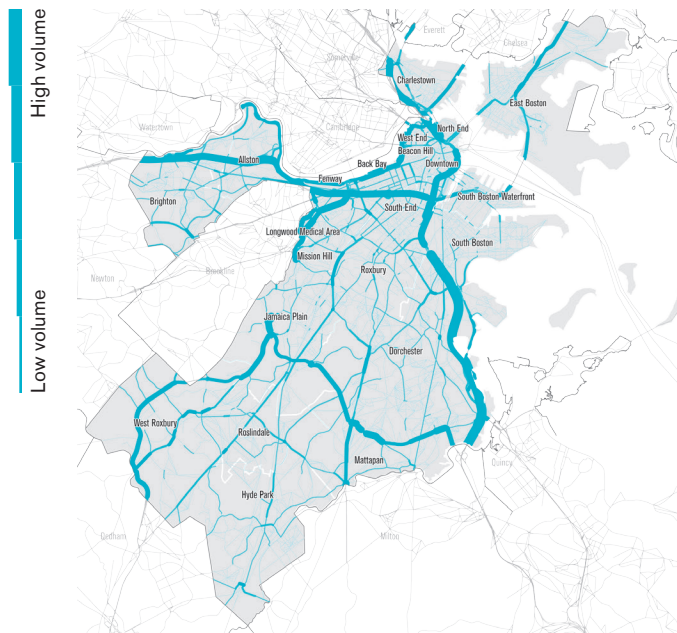 High volume
Low volume
Everett
Chelsea
Somerville
Charlestown
East Boston
Watertown
Cambridge
North End
West End
Beacon Hill
Allston
Back Bay
Downtown
Fenway
Brighton
South Boston Waterfront
South End
Longwood Medical Area
South Boston
Mission Hill
Newton
Brookline
Roxbury
Jamaica Plain
Dorchester
West Roxbury
Roslindale
Mattapan
Quincy
Hyde Park
Dedham
Milton